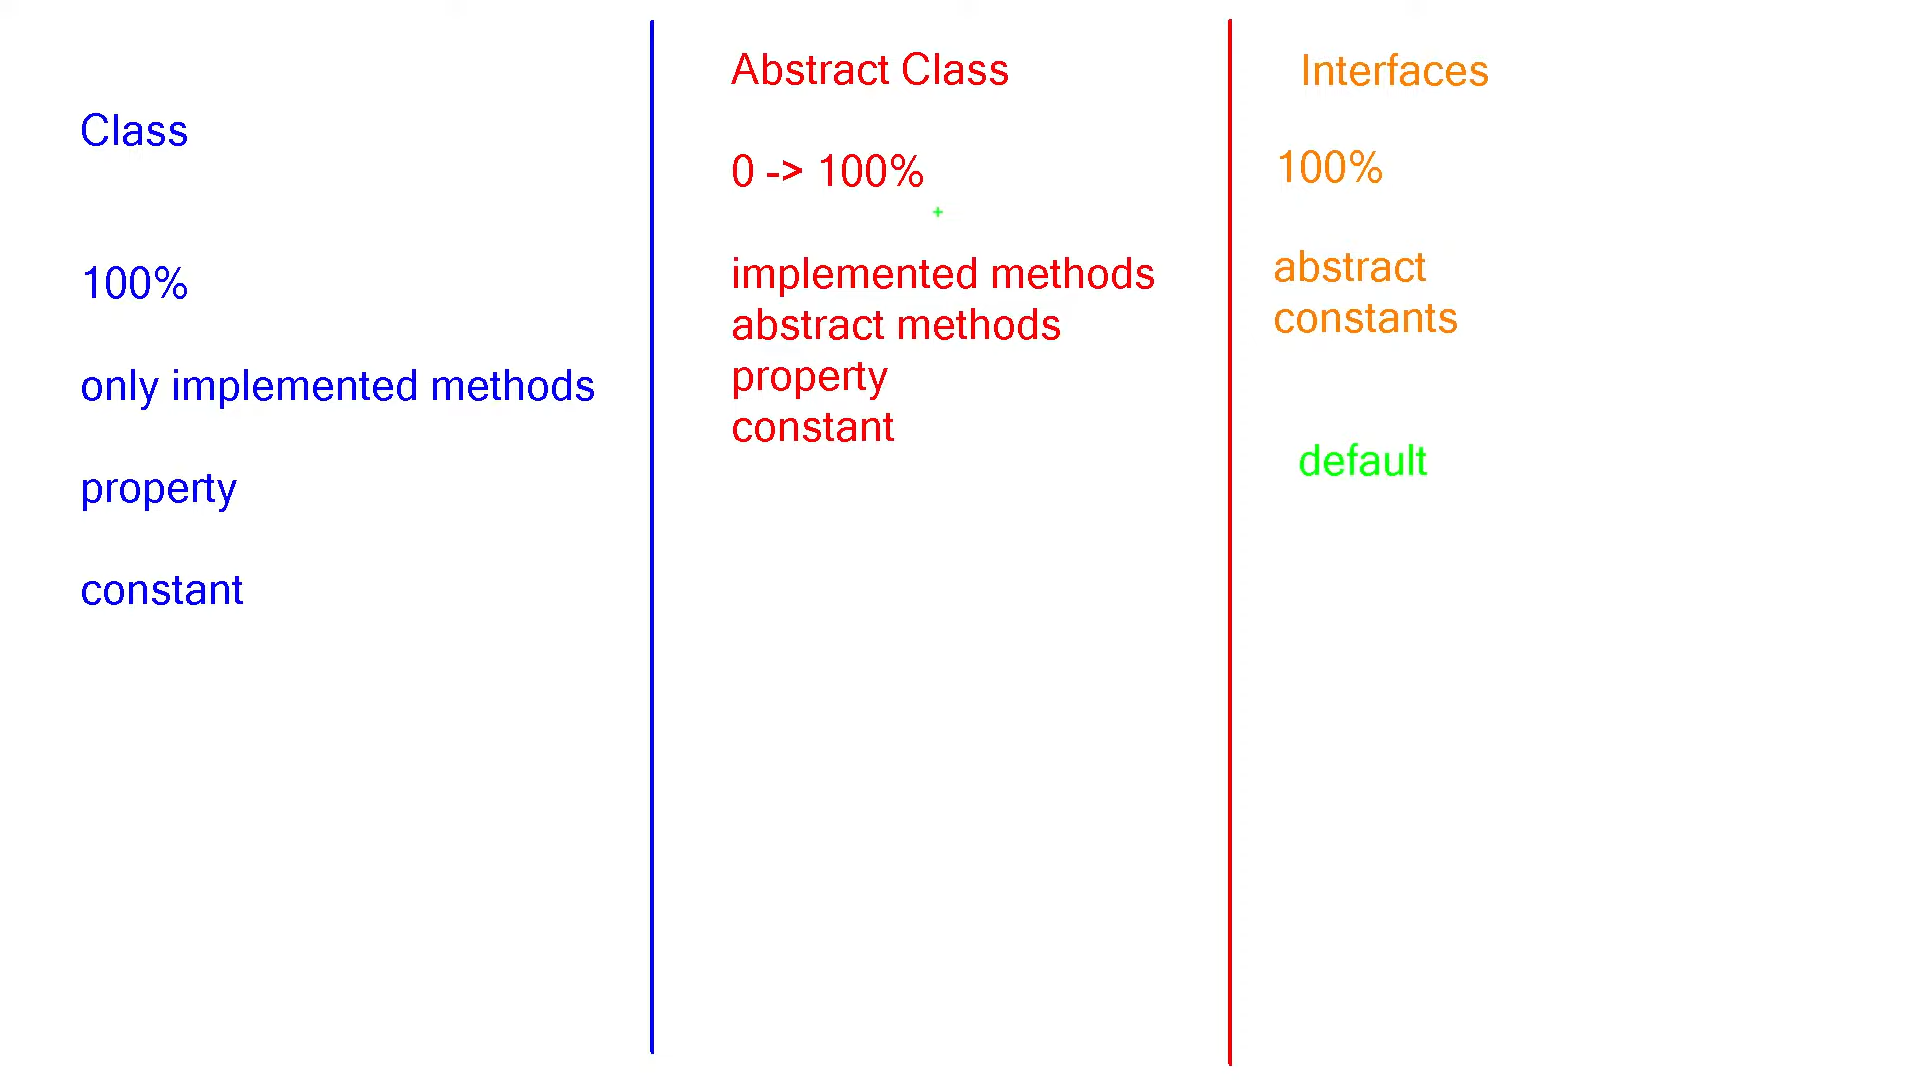 Class
100%
only implemented methods
property
constant
Abstract Class
0 -> 100%
implemented methods
abstract methods
property
constant
Interfaces
100%
abstract
constants
default